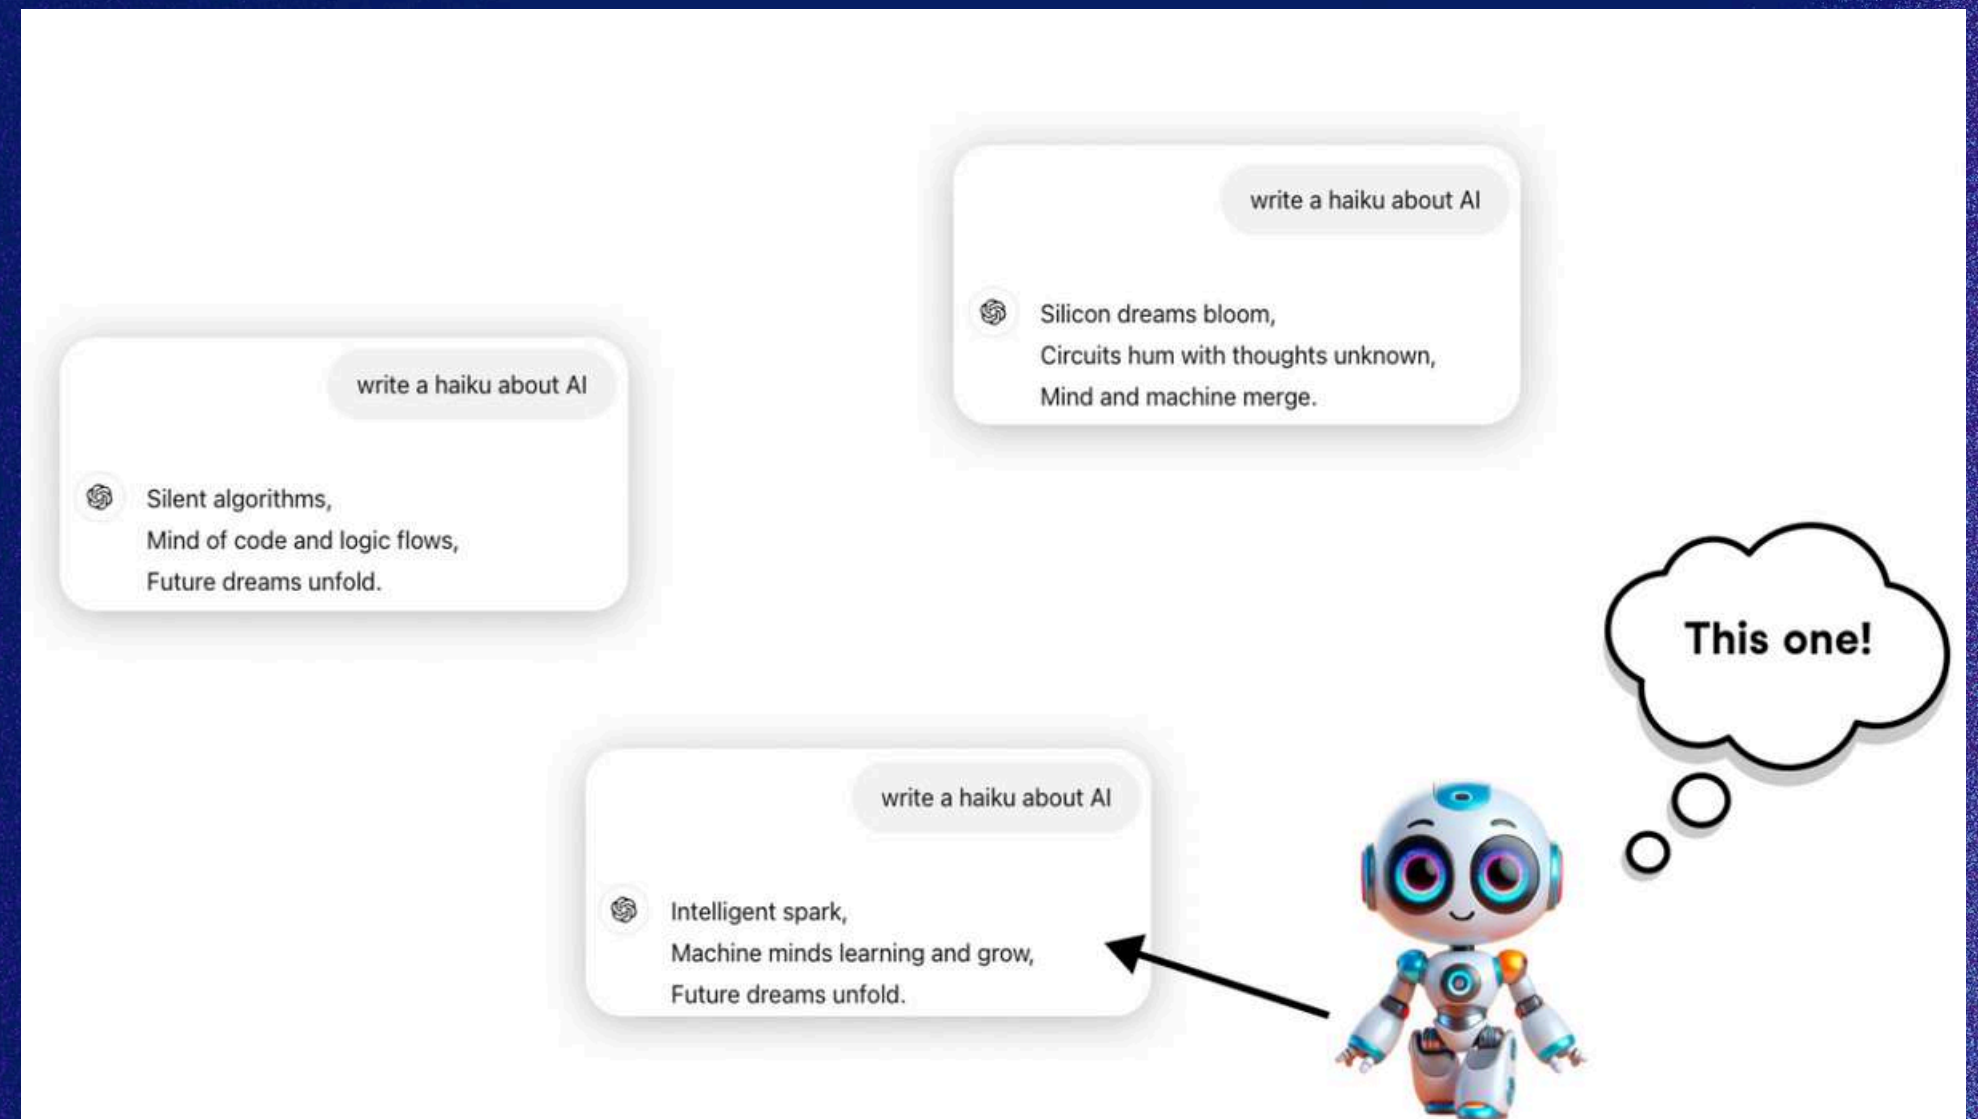 write a haiku about AI
Silent algorithms,
Mind of code and logic flows,
Future dreams unfold.
write a haiku about AI
Silicon dreams bloom,
Circuits hum with thoughts unknown,
Mind and machine merge.
This one!
write a haiku about AI
Intelligent spark,
Machine minds learning and grow,
Future dreams unfold.